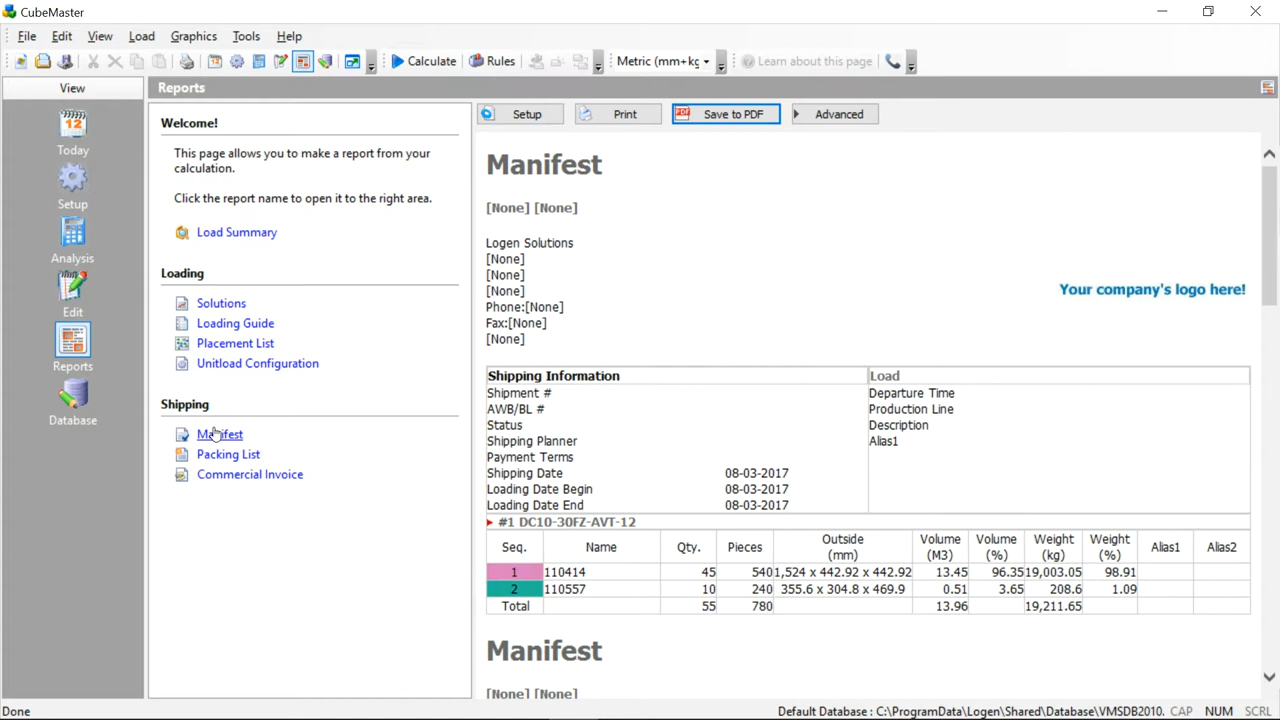 CubeMaster
File Edit View Load Graphics Tools Help
Calculate Rules Metric (mm+kg Learn about this page
View Reports
Today
Setup
Analysis
Edit
Reports
Database
Welcome!
This page allows you to make a report from your
calculation.
Click the report name to open it to the right area.
Load Summary
Loading
Solutions
Loading Guide
Placement List
Unitload Configuration
Shipping
Manifest
Packing List
Commercial Invoice
Setup Print Save to PDF Advanced
Manifest
[None] [None]
Logen Solutions
[None]
[None]
[None]
Phone:[None]
Fax:[None]
[None]
Your company's logo here!
Shipping Information Load
Shipment # Departure Time
AWB/BL # Production Line
Status Description
Shipping Planner Alias1
Payment Terms
Shipping Date 08-03-2017
Loading Date Begin 08-03-2017
Loading Date End 08-03-2017
#1 DC10-30FZ-AVT-12
Seq. Name Qty. Pieces Outside (mm) Volume (M3) Volume (%) Weight (kg) Weight (%) Alias1 Alias2
1 110414 45 540 1,524 x 442.92 x 442.92 13.45 96.35 19,003.05 98.91
2 110557 10 240 355.6 x 304.8 x 469.9 0.51 3.65 208.6 1.09
Total 55 780 13.96 19,211.65
Manifest
[None] [None]
Done Default Database : C:\ProgramData\Logen\Shared\Database\VMSDB2010. CAP NUM SCRL